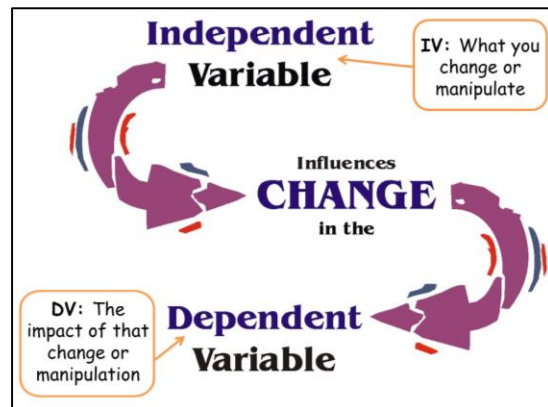 Independent
Variable
IV: What you
change or
manipulate
Influences
CHANGE
in the
DV: The
impact of that
change or
manipulation
Dependent
Variable